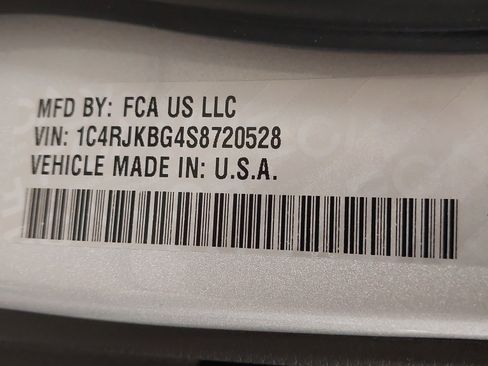 MFD BY: FCA US LLC
VIN: 1C4RJKBG4S8720528
VEHICLE MADE IN: U.S.A.